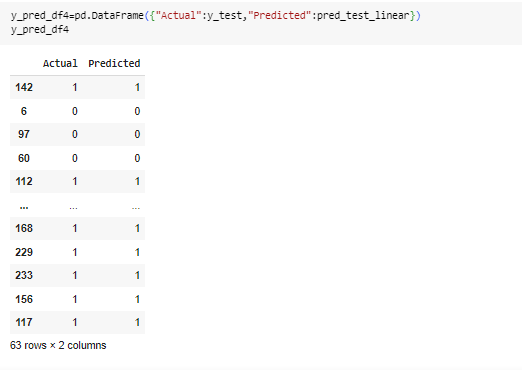 y_pred_df4=pd.DataFrame({"Actual":y_test,"Predicted":pred_test_linear})
y_pred_df4
Actual Predicted
142 1 1
6 0 0
97 0 0
60 0 0
112 1 1
... ... ...
168 1 1
229 1 1
233 1 1
156 1 1
117 1 1
63 rows × 2 columns